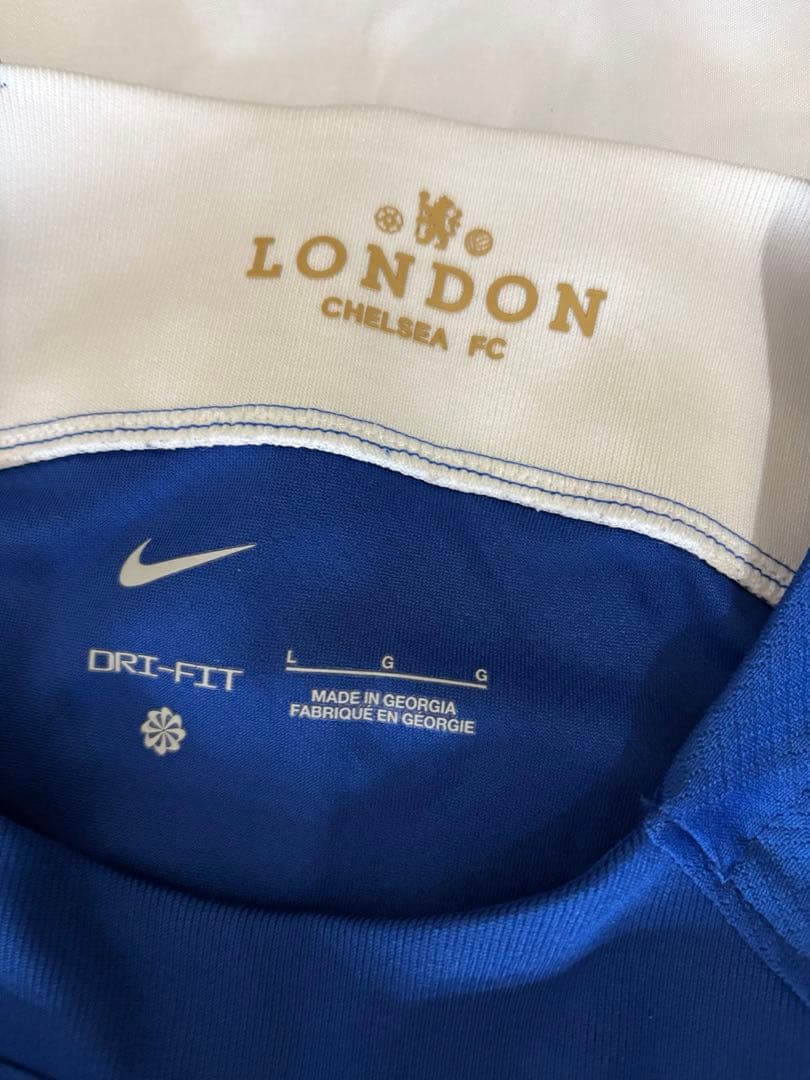 LONDON
CHELSEA FC
DRI-FIT
L G G
MADE IN GEORGIA
FABRIQUÉ EN GÉORGIE